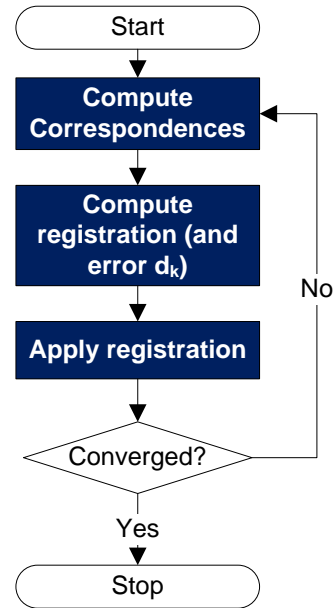 Start
Compute
Correspondences
Compute
registration (and
error dₖ)
No
Apply registration
Converged?
Yes
Stop